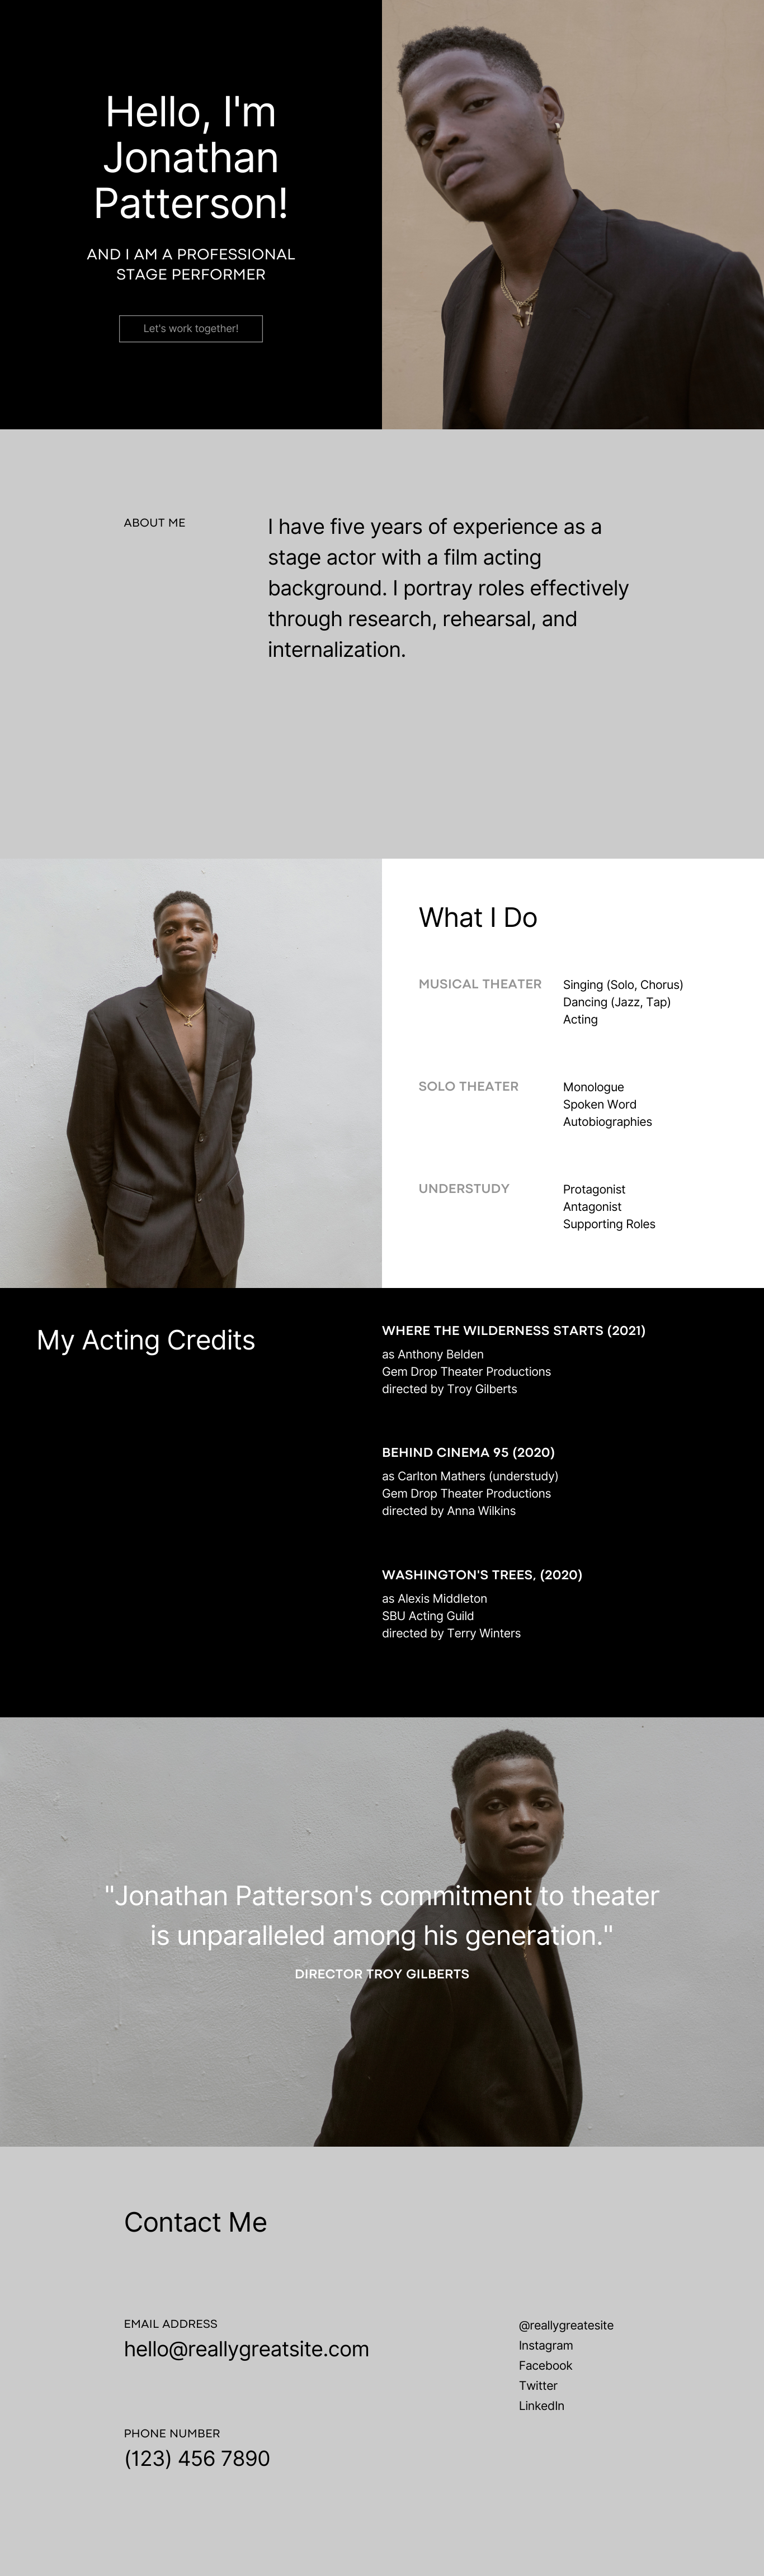 Hello, I'm
Jonathan
Patterson!
AND I AM A PROFESSIONAL
STAGE PERFORMER
Let's work together!
ABOUT ME
I have five years of experience as a
stage actor with a film acting
background. I portray roles effectively
through research, rehearsal, and
internalization.
What I Do
MUSICAL THEATER
Singing (Solo, Chorus)
Dancing (Jazz, Tap)
Acting
SOLO THEATER
Monologue
Spoken Word
Autobiographies
UNDERSTUDY
Protagonist
Antagonist
Supporting Roles
My Acting Credits
WHERE THE WILDERNESS STARTS (2021)
as Anthony Belden
Gem Drop Theater Productions
directed by Troy Gilberts
BEHIND CINEMA 95 (2020)
as Carlton Mathers (understudy)
Gem Drop Theater Productions
directed by Anna Wilkins
WASHINGTON'S TREES, (2020)
as Alexis Middleton
SBU Acting Guild
directed by Terry Winters
"Jonathan Patterson's commitment to theater
is unparalleled among his generation."
DIRECTOR TROY GILBERTS
Contact Me
EMAIL ADDRESS
hello@reallygreatsite.com
PHONE NUMBER
(123) 456 7890
@reallygreatesite
Instagram
Facebook
Twitter
LinkedIn